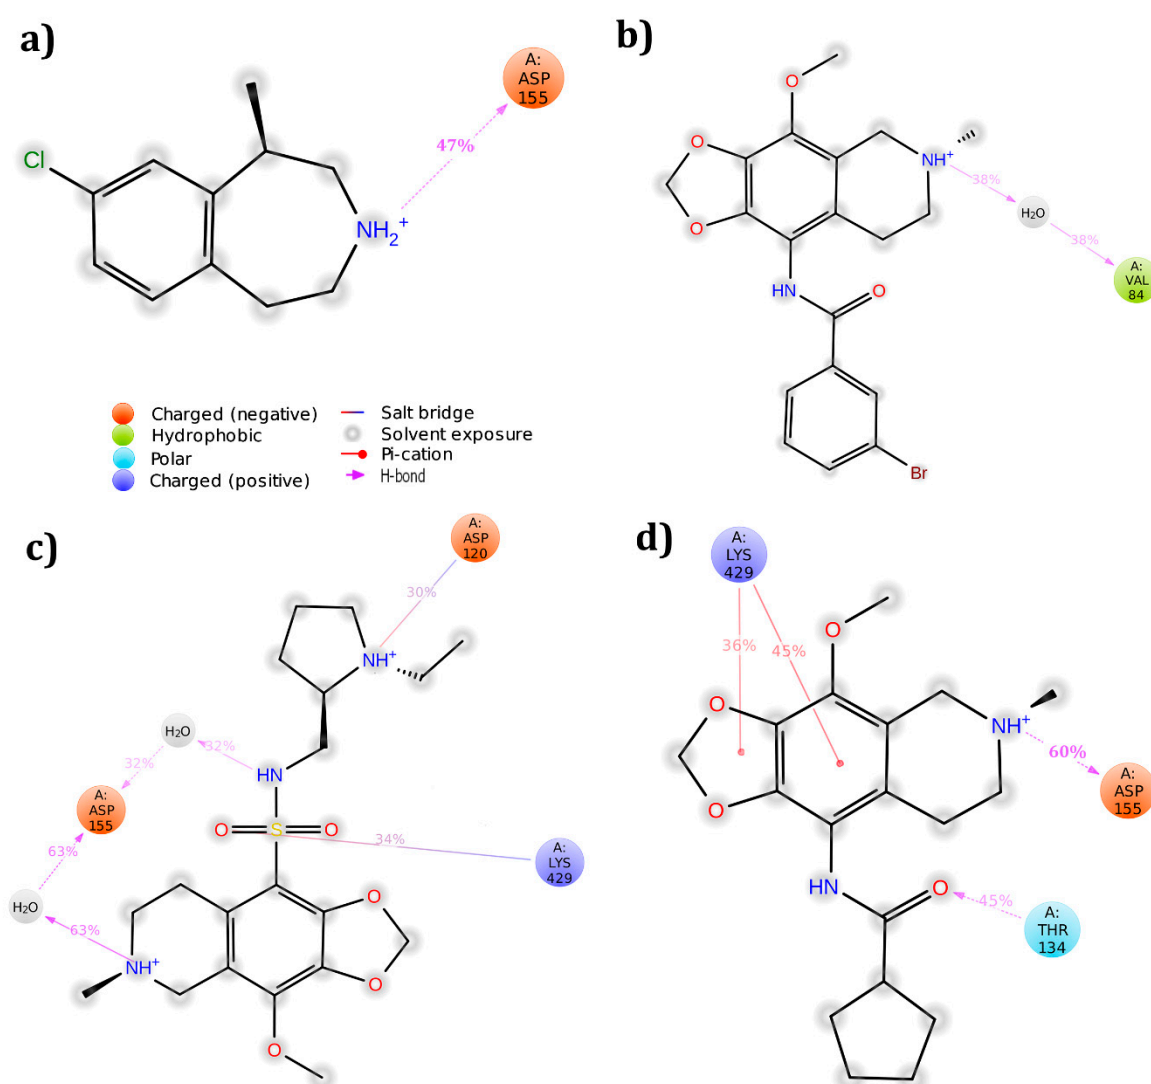 a)
A:
ASP
155
47%
Cl
NH2+
b)
O
O
O
NH+
38%
H2O
38%
A:
VAL
84
HN
O
Br
Charged (negative)
Hydrophobic
Polar
Charged (positive)
Salt bridge
Solvent exposure
Pi-cation
H-bond
c)
A:
ASP
120
30%
NH+
H2O
32%
32%
HN
A:
ASP
155
O
S
O
34%
A:
LYS
429
63%
H2O
63%
NH+
O
O
O
d)
A:
LYS
429
36%
45%
O
O
O
NH+
60%
A:
ASP
155
HN
O
45%
A:
THR
134